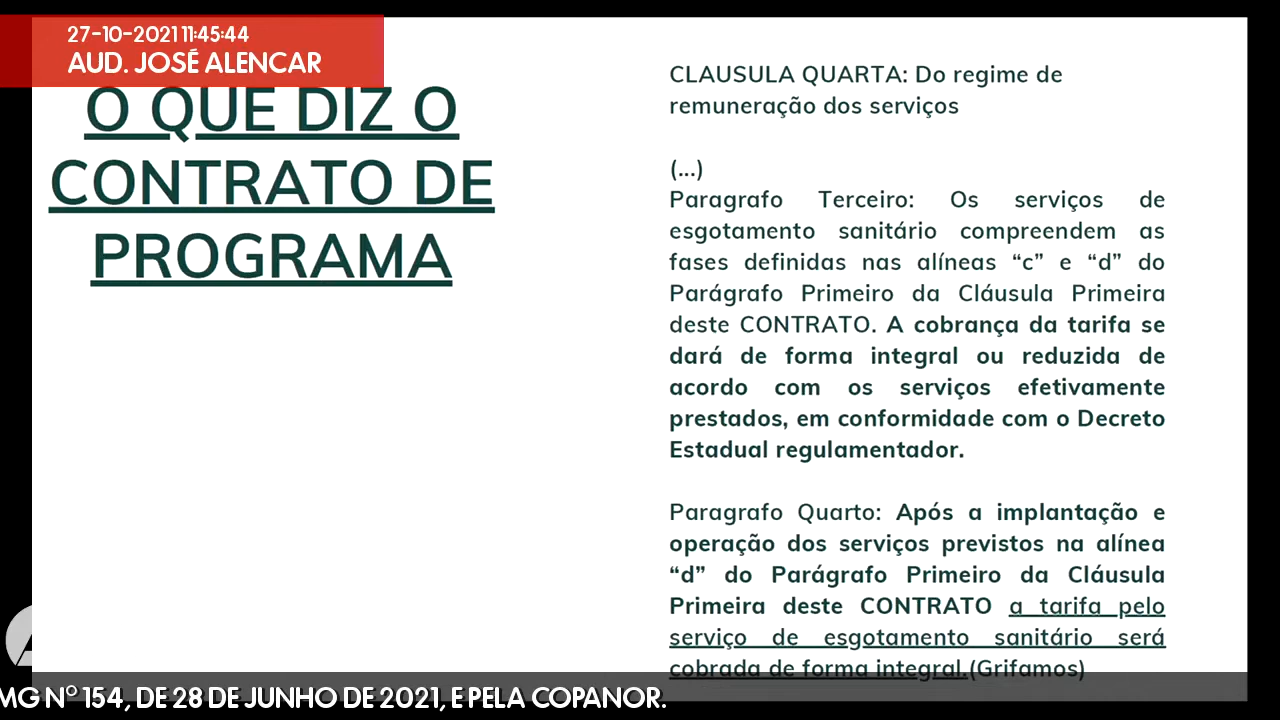 27-10-2021 11:45:44
AUD. JOSÉ ALENCAR
O QUE DIZ O
CONTRATO DE
PROGRAMA
CLAUSULA QUARTA: Do regime de
remuneração dos serviços
(...)
Paragrafo Terceiro: Os serviços de
esgotamento sanitário compreendem as
fases definidas nas alíneas “c” e “d” do
Parágrafo Primeiro da Cláusula Primeira
deste CONTRATO. A cobrança da tarifa se
dará de forma integral ou reduzida de
acordo com os serviços efetivamente
prestados, em conformidade com o Decreto
Estadual regulamentador.
Paragrafo Quarto: Após a implantação e
operação dos serviços previstos na alínea
“d” do Parágrafo Primeiro da Cláusula
Primeira deste CONTRATO a tarifa pelo
serviço de esgotamento sanitário será
cobrada de forma integral.(Grifamos)
MG Nº 154, DE 28 DE JUNHO DE 2021, E PELA COPANOR.